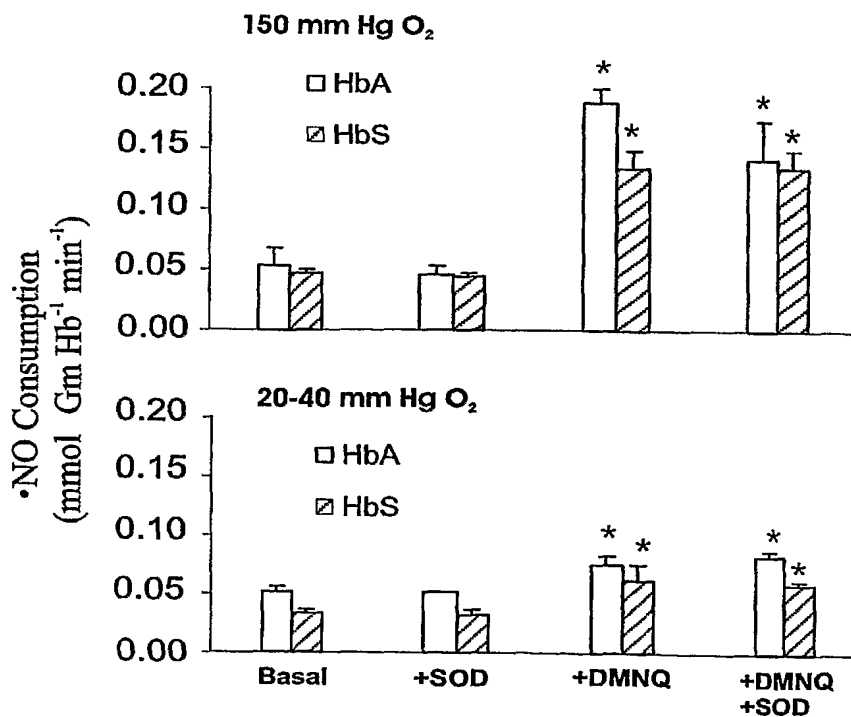 150 mm Hg O₂
HbA
HbS
0.20
0.15
0.10
0.05
0.00
* * * *
•NO Consumption
(mmol Gm Hb⁻¹ min⁻¹)
20-40 mm Hg O₂
HbA
HbS
0.20
0.15
0.10
0.05
0.00
* * * *
Basal +SOD +DMNQ +DMNQ
+SOD